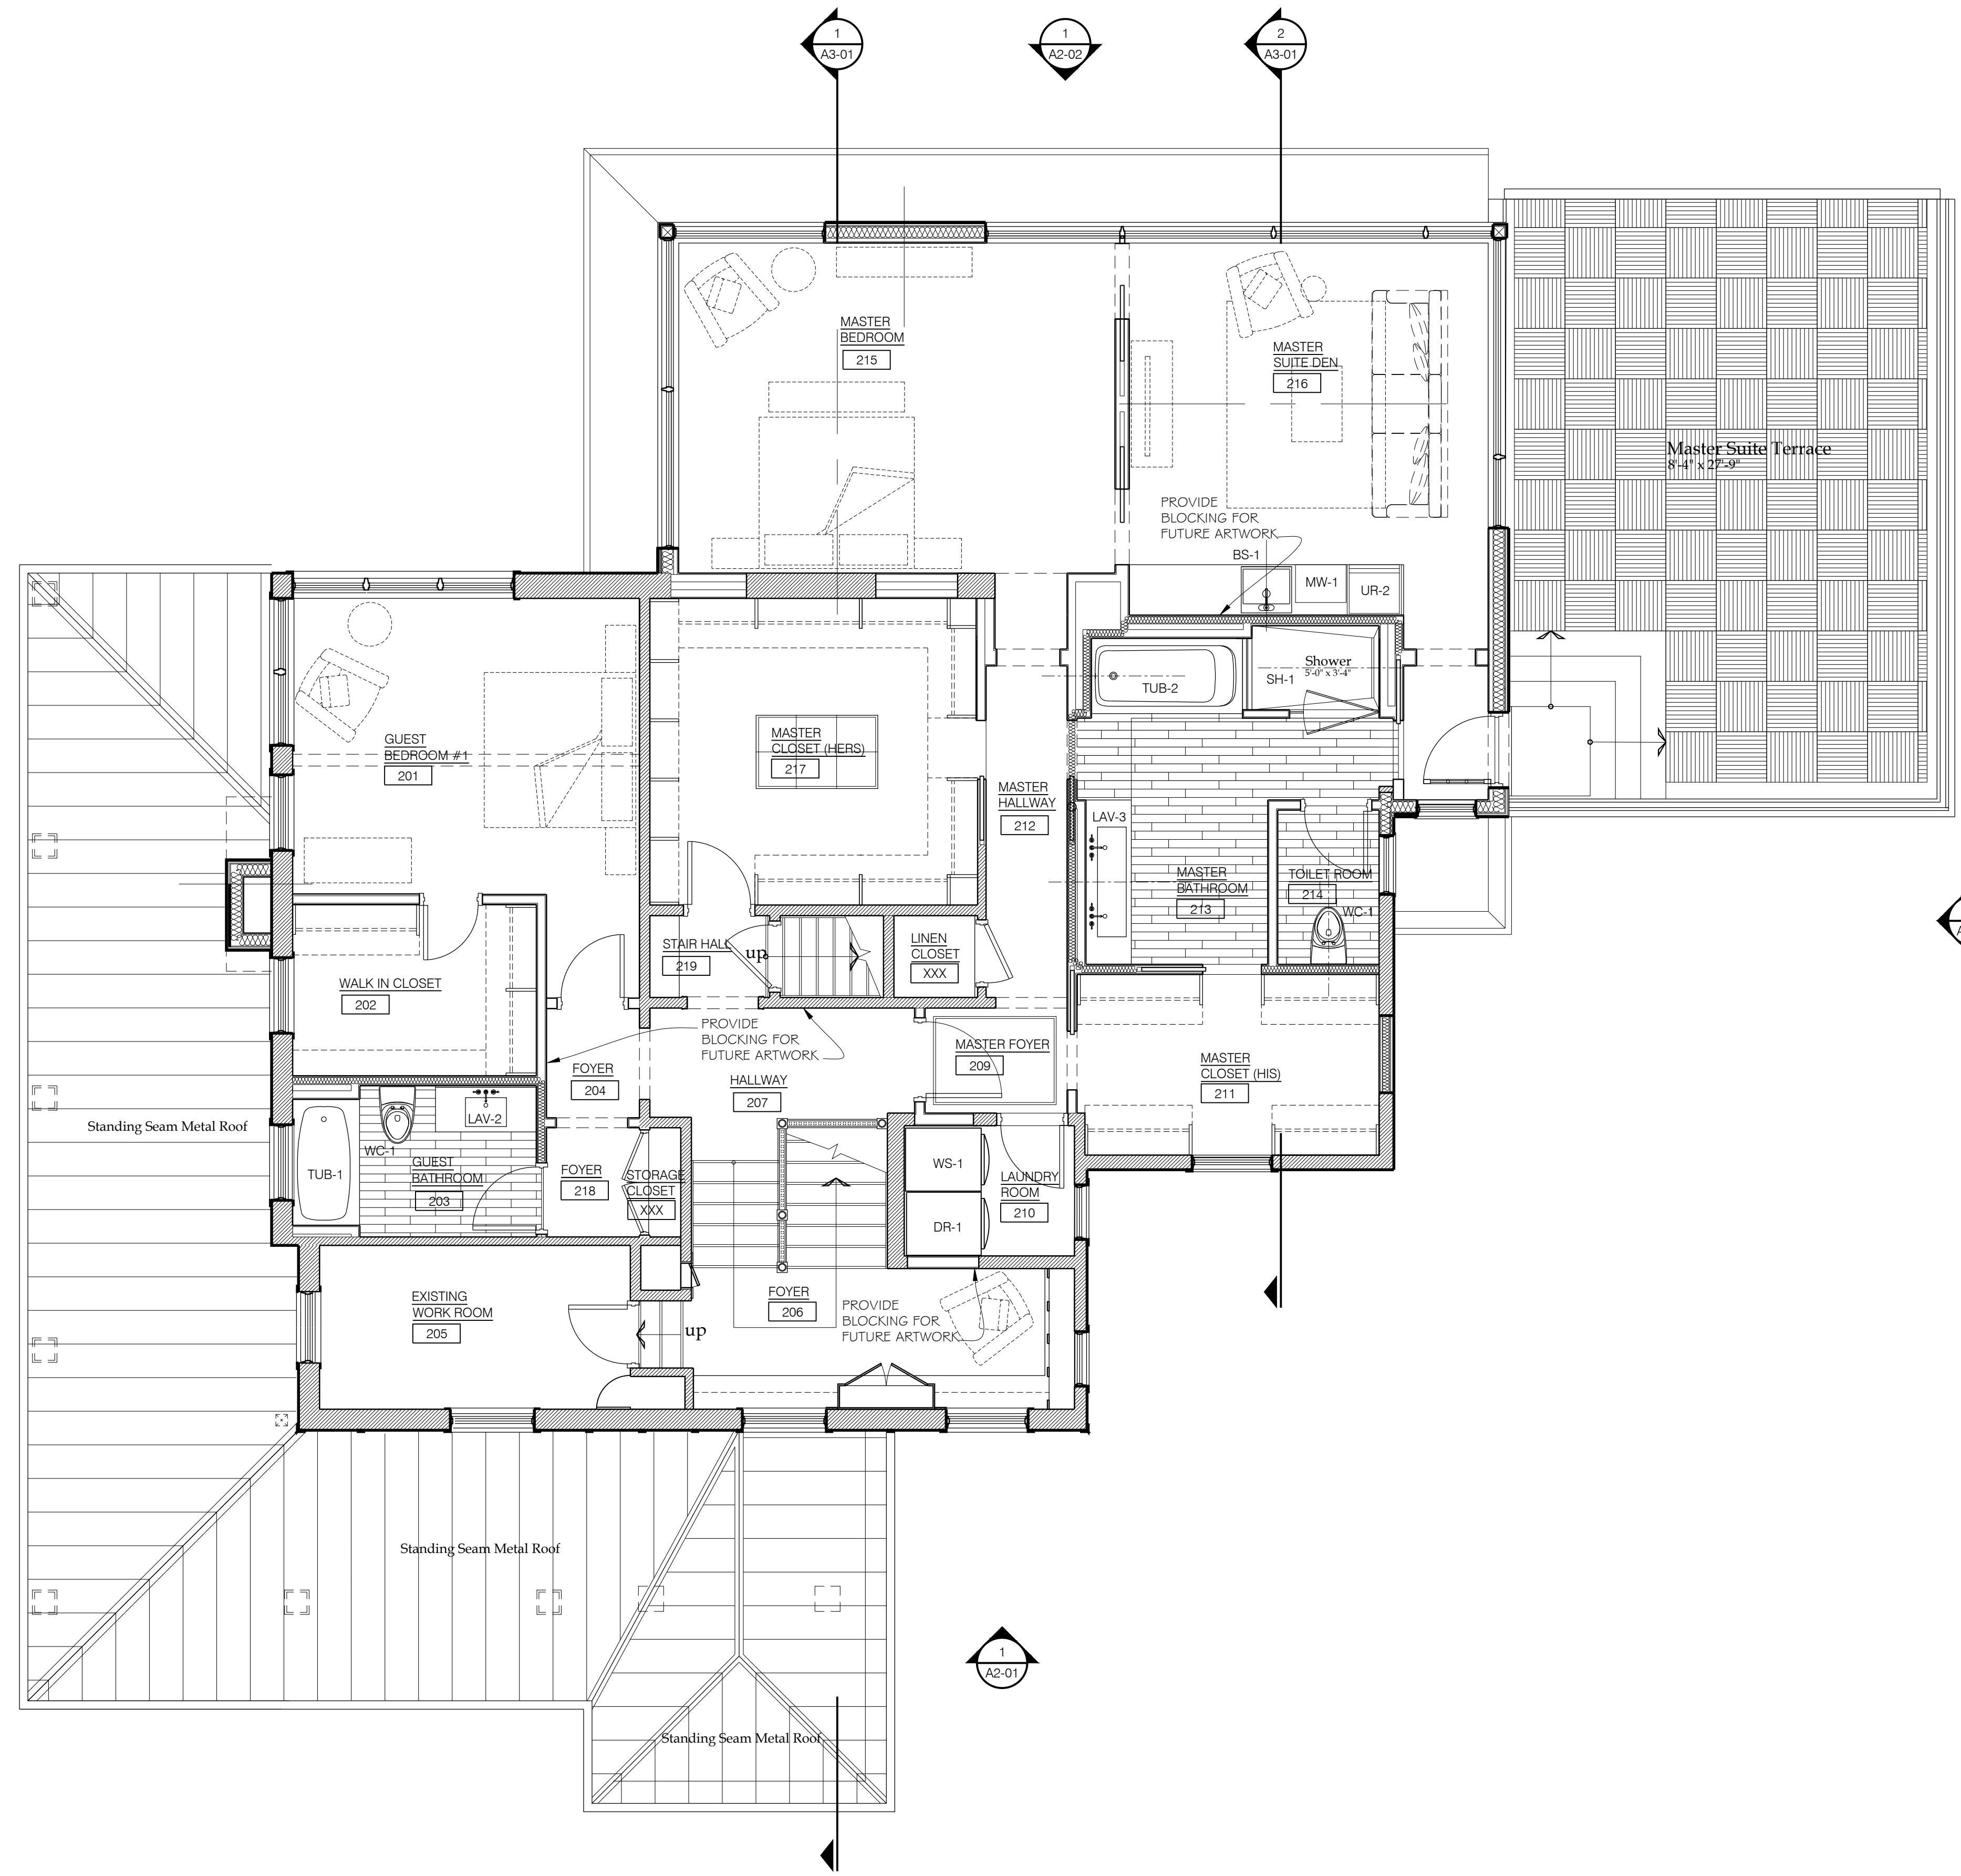 1
A3-01
1
A2-02
2
A3-01
MASTER
BEDROOM
215
MASTER
SUITE DEN
216
Master Suite Terrace
8'-4" x 27'-9"
PROVIDE
BLOCKING FOR
FUTURE ARTWORK
BS-1
MW-1
UR-2
Shower
5'-0" x 3'-4"
SH-1
TUB-2
GUEST
BEDROOM #1
201
MASTER
CLOSET (HERS)
217
MASTER
HALLWAY
212
LAV-3
MASTER
BATHROOM
213
TOILET ROOM
214
WC-1
STAIR HALL
219
up
LINEN
CLOSET
XXX
WALK IN CLOSET
202
PROVIDE
BLOCKING FOR
FUTURE ARTWORK
MASTER FOYER
209
MASTER
CLOSET (HIS)
211
FOYER
204
HALLWAY
207
Standing Seam Metal Roof
LAV-2
WC-1
TUB-1
GUEST
BATHROOM
203
FOYER
218
STORAGE
CLOSET
XXX
WS-1
DR-1
LAUNDRY
ROOM
210
EXISTING
WORK ROOM
205
up
FOYER
206
PROVIDE
BLOCKING FOR
FUTURE ARTWORK
Standing Seam Metal Roof
1
A2-01
Standing Seam Metal Roof